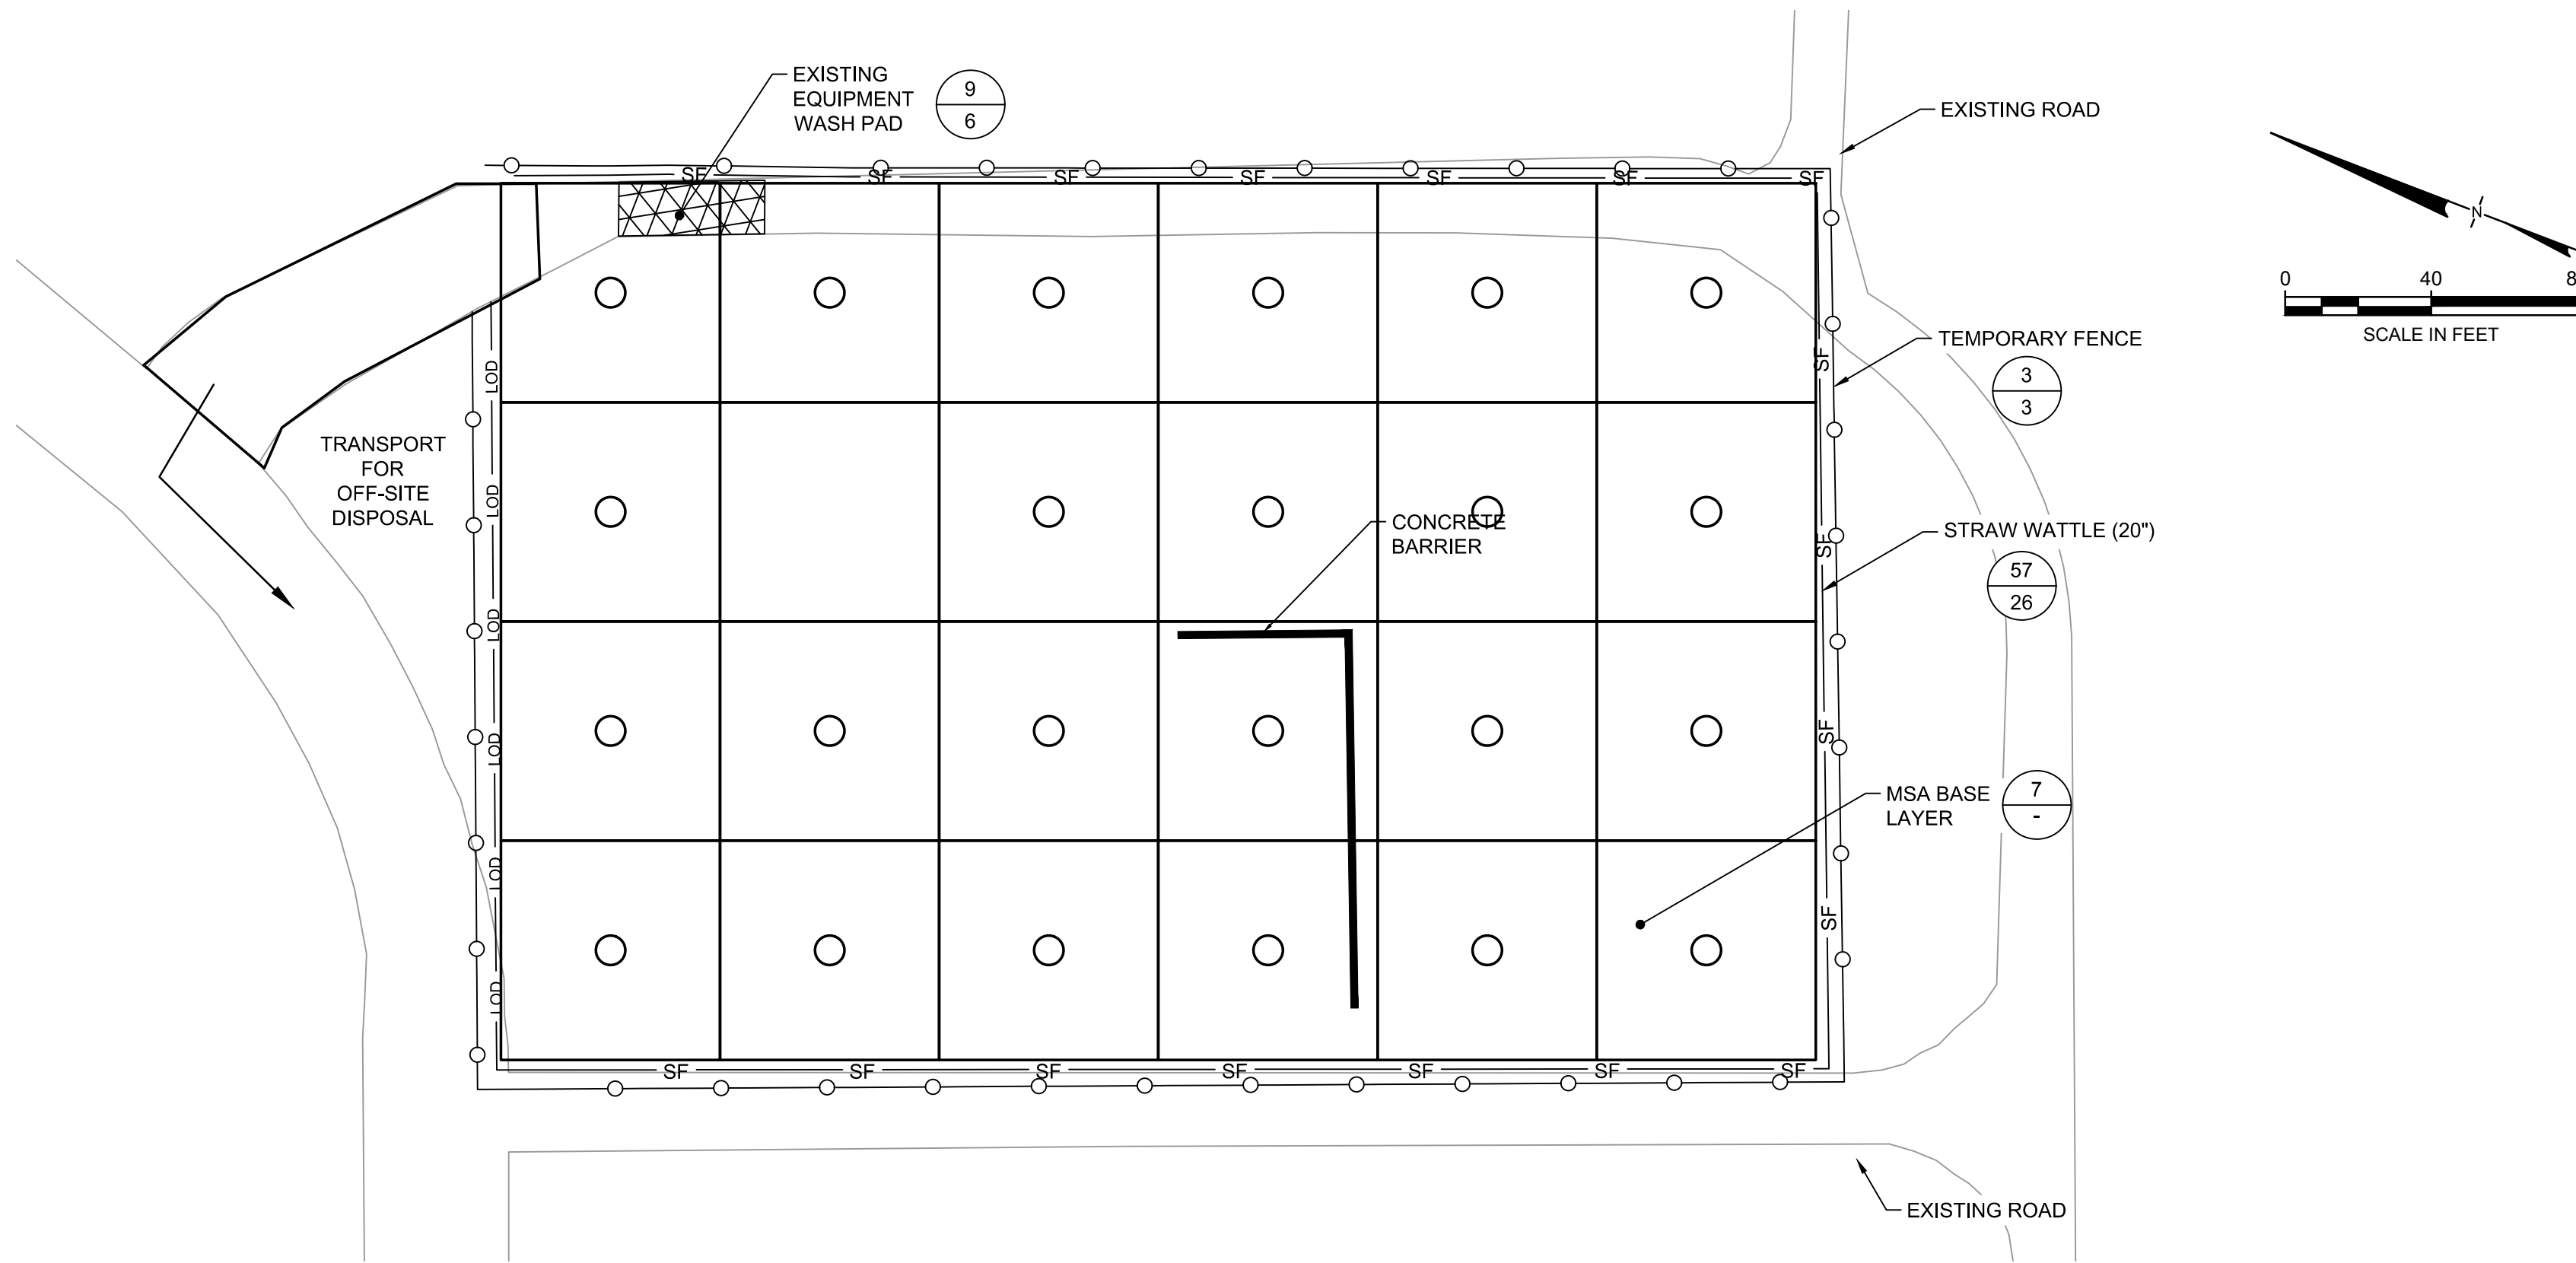 EXISTING
EQUIPMENT
WASH PAD
9
6
EXISTING ROAD
N
0 40 8
SCALE IN FEET
SF SF SF SF SF SF SF
TEMPORARY FENCE
3
3
LOD
LOD
LOD
LOD
LOD
LOD
SF
SF
SF
SF
TRANSPORT
FOR
OFF-SITE
DISPOSAL
CONCRETE
BARRIER
STRAW WATTLE (20")
57
26
MSA BASE
LAYER
7
-
SF SF SF SF SF SF SF
EXISTING ROAD